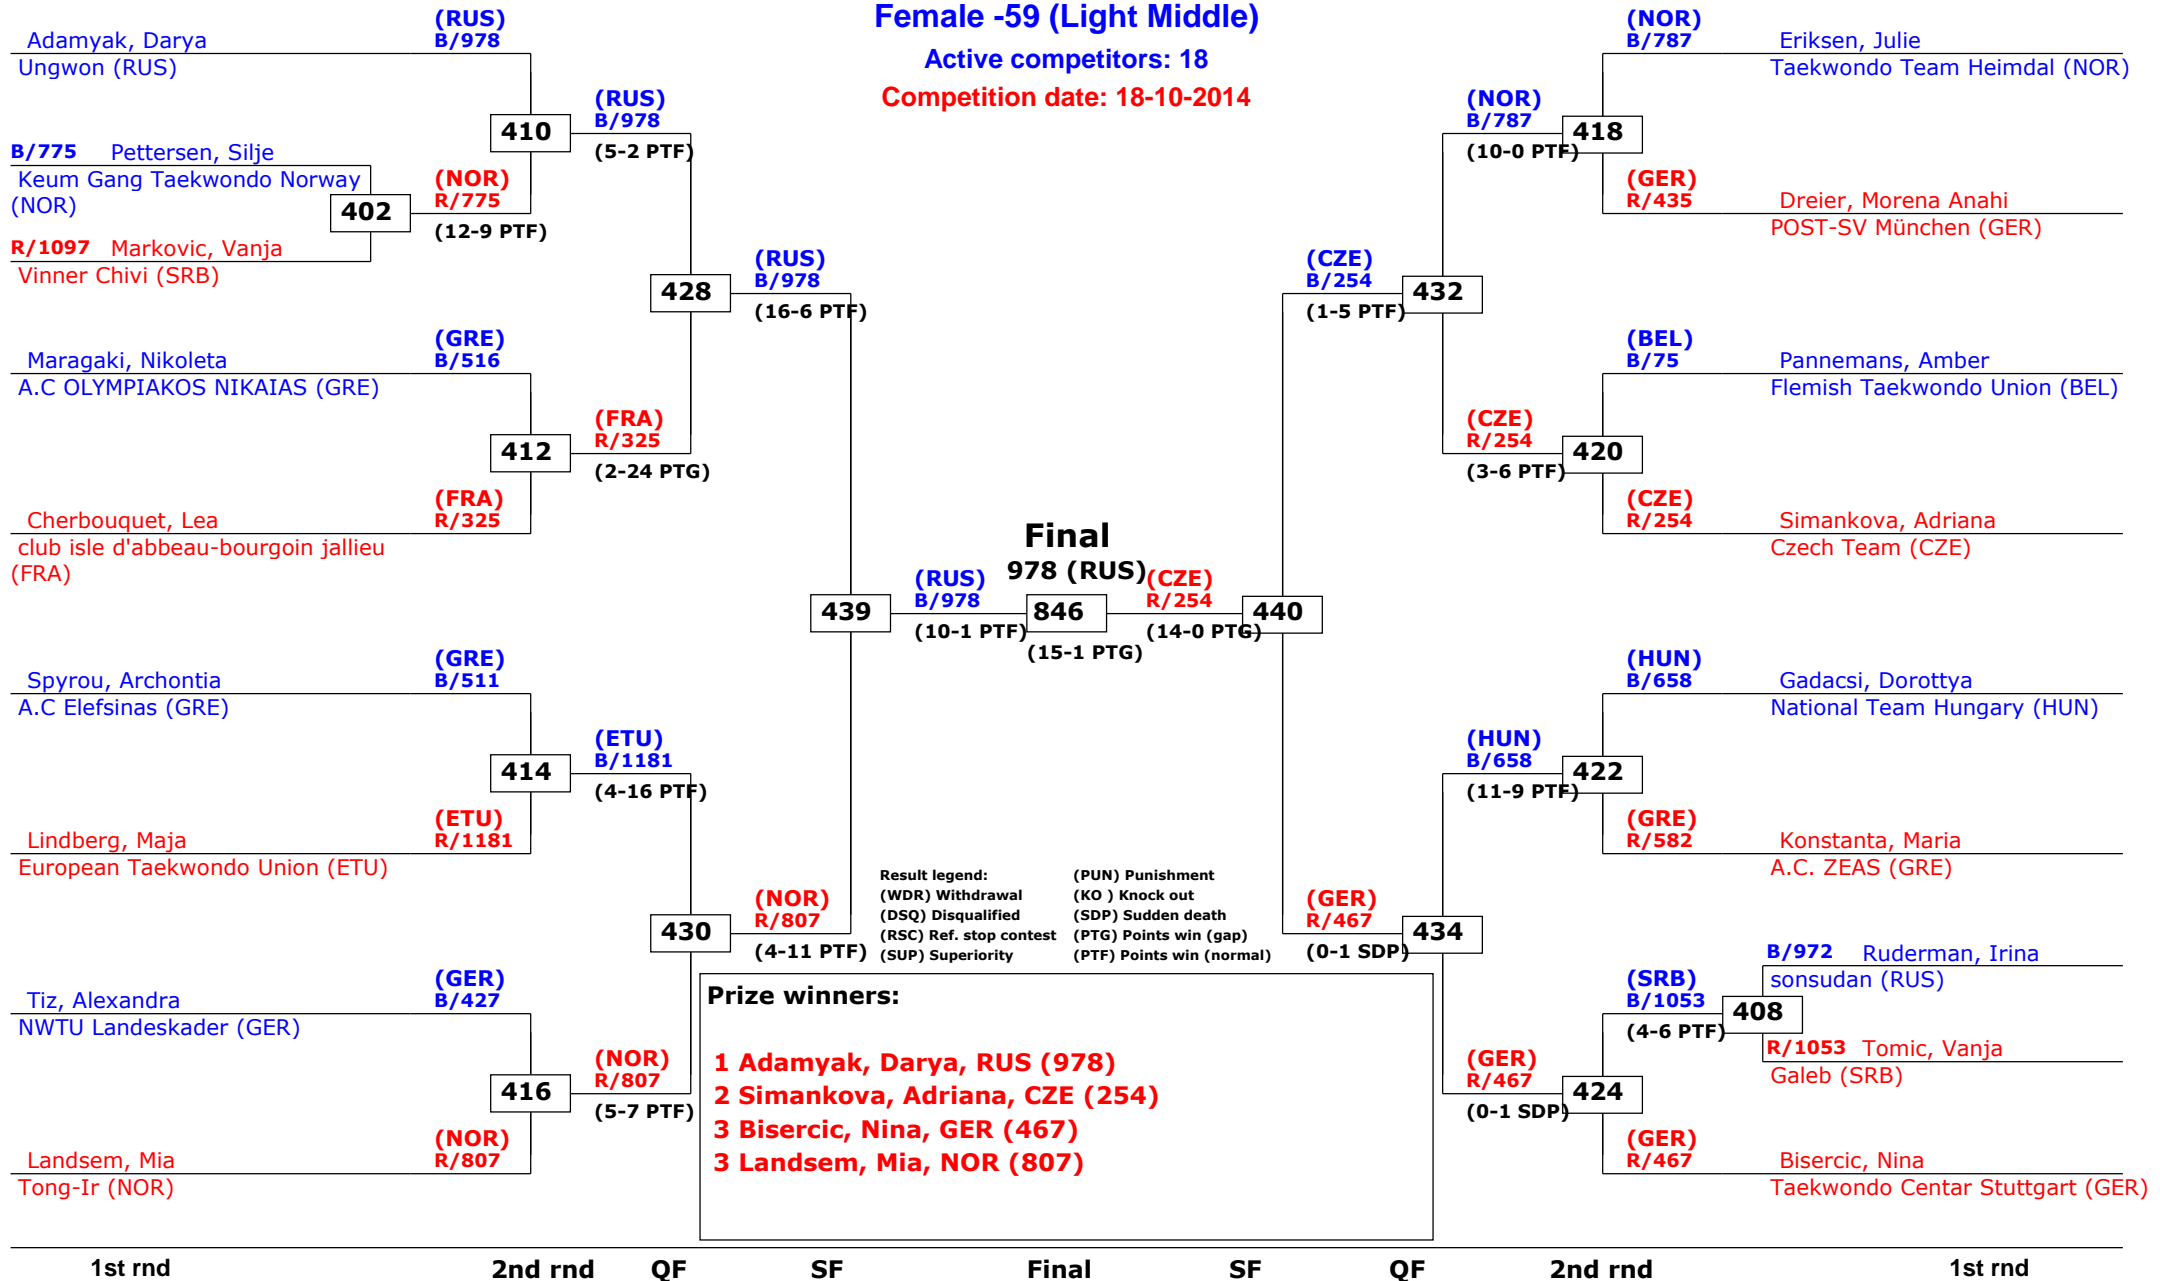 Female -59 (Light Middle)
Active competitors: 18
Competition date: 18-10-2014
(RUS)
Adamyak, Darya B/978
Ungwon (RUS)
(RUS)
B/978
410
(5-2 PTF)
B/775 Pettersen, Silje
Keum Gang Taekwondo Norway
(NOR)
402
(NOR)
R/775
(12-9 PTF)
R/1097 Markovic, Vanja
Vinner Chivi (SRB)
428
(RUS)
B/978
(16-6 PTF)
(GRE)
Maragaki, Nikoleta B/516
A.C OLYMPIAKOS NIKAIAS (GRE)
412
(FRA)
R/325
(2-24 PTG)
(FRA)
Cherbouquet, Lea R/325
club isle d'abbeau-bourgoin jallieu
(FRA)
439
(RUS)
B/978
(10-1 PTF)
(GRE)
Spyrou, Archontia B/511
A.C Elefsinas (GRE)
414
(ETU)
B/1181
(4-16 PTF)
(ETU)
Lindberg, Maja R/1181
European Taekwondo Union (ETU)
430
(NOR)
R/807
(4-11 PTF)
(GER)
Tiz, Alexandra B/427
NWTU Landeskader (GER)
416
(NOR)
R/807
(5-7 PTF)
(NOR)
Landsem, Mia R/807
Tong-Ir (NOR)
Final
978 (RUS)
846
(15-1 PTG)
(CZE)
R/254
(14-0 PTG)
440
(NOR)
B/787 Eriksen, Julie
Taekwondo Team Heimdal (NOR)
(NOR)
B/787
(10-0 PTF)
418
(GER)
R/435 Dreier, Morena Anahi
POST-SV München (GER)
(CZE)
B/254
(1-5 PTF)
432
(BEL)
B/75 Pannemans, Amber
Flemish Taekwondo Union (BEL)
(CZE)
R/254
(3-6 PTF)
420
(CZE)
R/254 Simankova, Adriana
Czech Team (CZE)
(HUN)
B/658 Gadacsi, Dorottya
National Team Hungary (HUN)
(HUN)
B/658
(11-9 PTF)
422
(GRE)
R/582 Konstanta, Maria
A.C. ZEAS (GRE)
(GER)
R/467
(0-1 SDP)
434
B/972 Ruderman, Irina
sonsudan (RUS)
(SRB)
B/1053
(4-6 PTF)
408
R/1053 Tomic, Vanja
Galeb (SRB)
(GER)
R/467
(0-1 SDP)
424
(GER)
R/467 Bisercic, Nina
Taekwondo Centar Stuttgart (GER)
Result legend: (PUN) Punishment
(WDR) Withdrawal (KO ) Knock out
(DSQ) Disqualified (SDP) Sudden death
(RSC) Ref. stop contest (PTG) Points win (gap)
(SUP) Superiority (PTF) Points win (normal)
Prize winners:
1 Adamyak, Darya, RUS (978)
2 Simankova, Adriana, CZE (254)
3 Bisercic, Nina, GER (467)
3 Landsem, Mia, NOR (807)
1st rnd 2nd rnd QF SF Final SF QF 2nd rnd 1st rnd